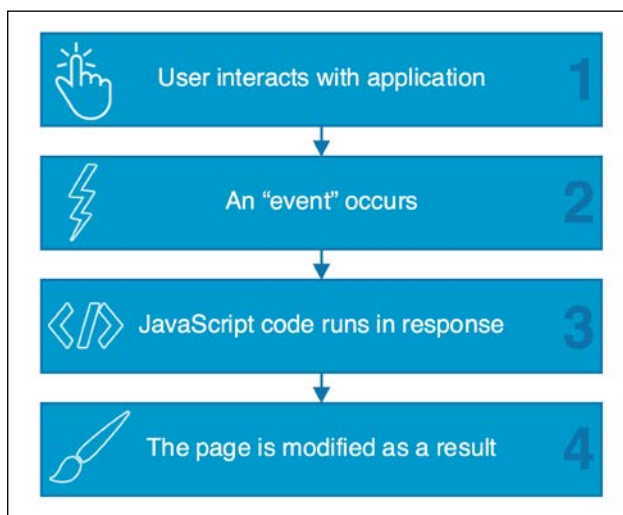 User interacts with application 1
An “event” occurs 2
JavaScript code runs in response 3
The page is modified as a result 4